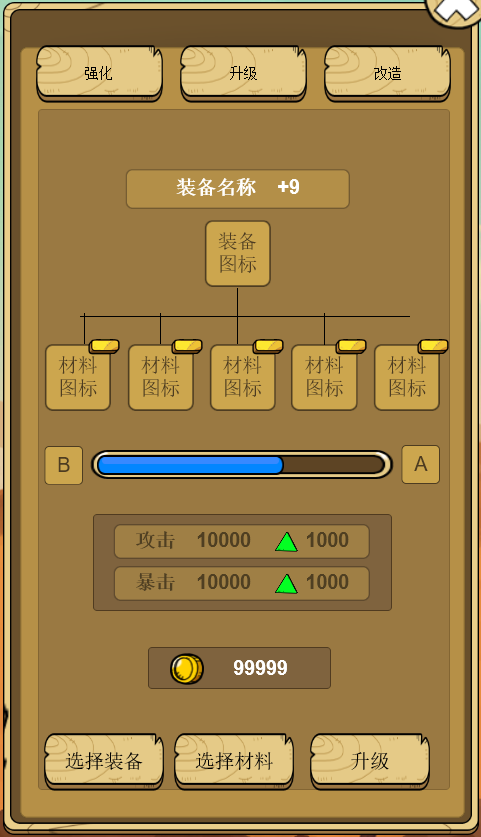 强化 升级 改造
装备名称 +9
装备
图标
材料 材料 材料 材料 材料
图标 图标 图标 图标 图标
B A
攻击 10000 1000
暴击 10000 1000
99999
选择装备 选择材料 升级